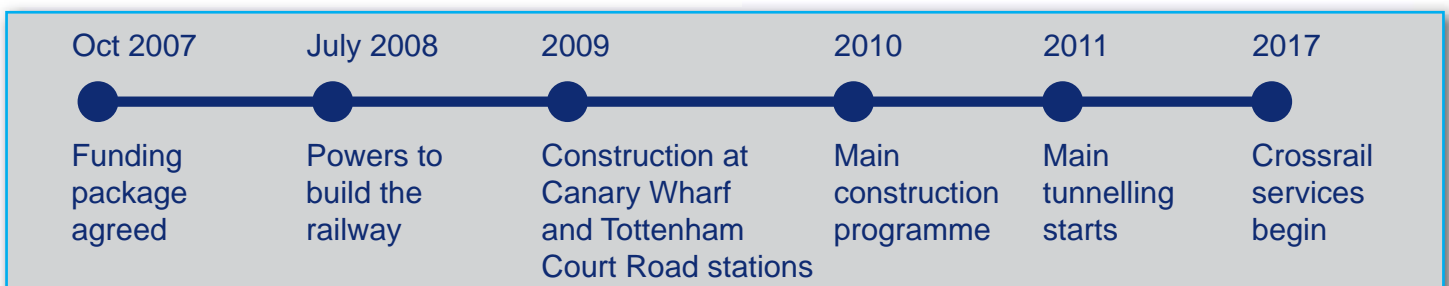 Oct 2007
July 2008
2009
2010
2011
2017
Funding
package
agreed
Powers to
build the
railway
Construction at
Canary Wharf
and Tottenham
Court Road stations
Main
construction
programme
Main
tunnelling
starts
Crossrail
services
begin